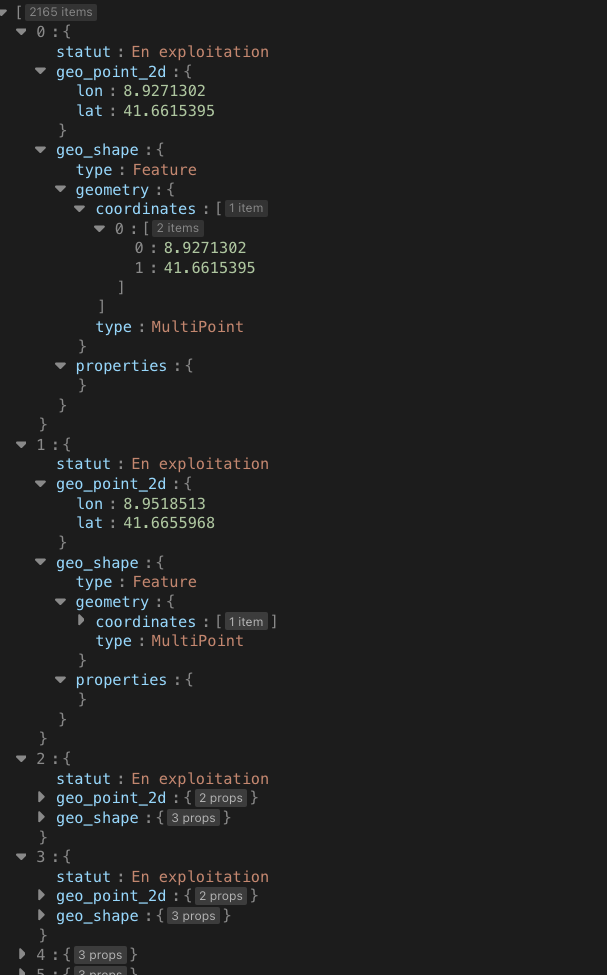 [ 2165 items
0 : {
statut : En exploitation
geo_point_2d : {
lon : 8.9271302
lat : 41.6615395
}
geo_shape : {
type : Feature
geometry : {
coordinates : [ 1 item
0 : [ 2 items
0 : 8.9271302
1 : 41.6615395
]
]
type : MultiPoint
}
properties : {
}
}
}
1 : {
statut : En exploitation
geo_point_2d : {
lon : 8.9518513
lat : 41.6655968
}
geo_shape : {
type : Feature
geometry : {
coordinates : [ 1 item ]
type : MultiPoint
}
properties : {
}
}
}
2 : {
statut : En exploitation
geo_point_2d : { 2 props }
geo_shape : { 3 props }
}
3 : {
statut : En exploitation
geo_point_2d : { 2 props }
geo_shape : { 3 props }
}
4 : { 3 props }
5 : { 3 props }